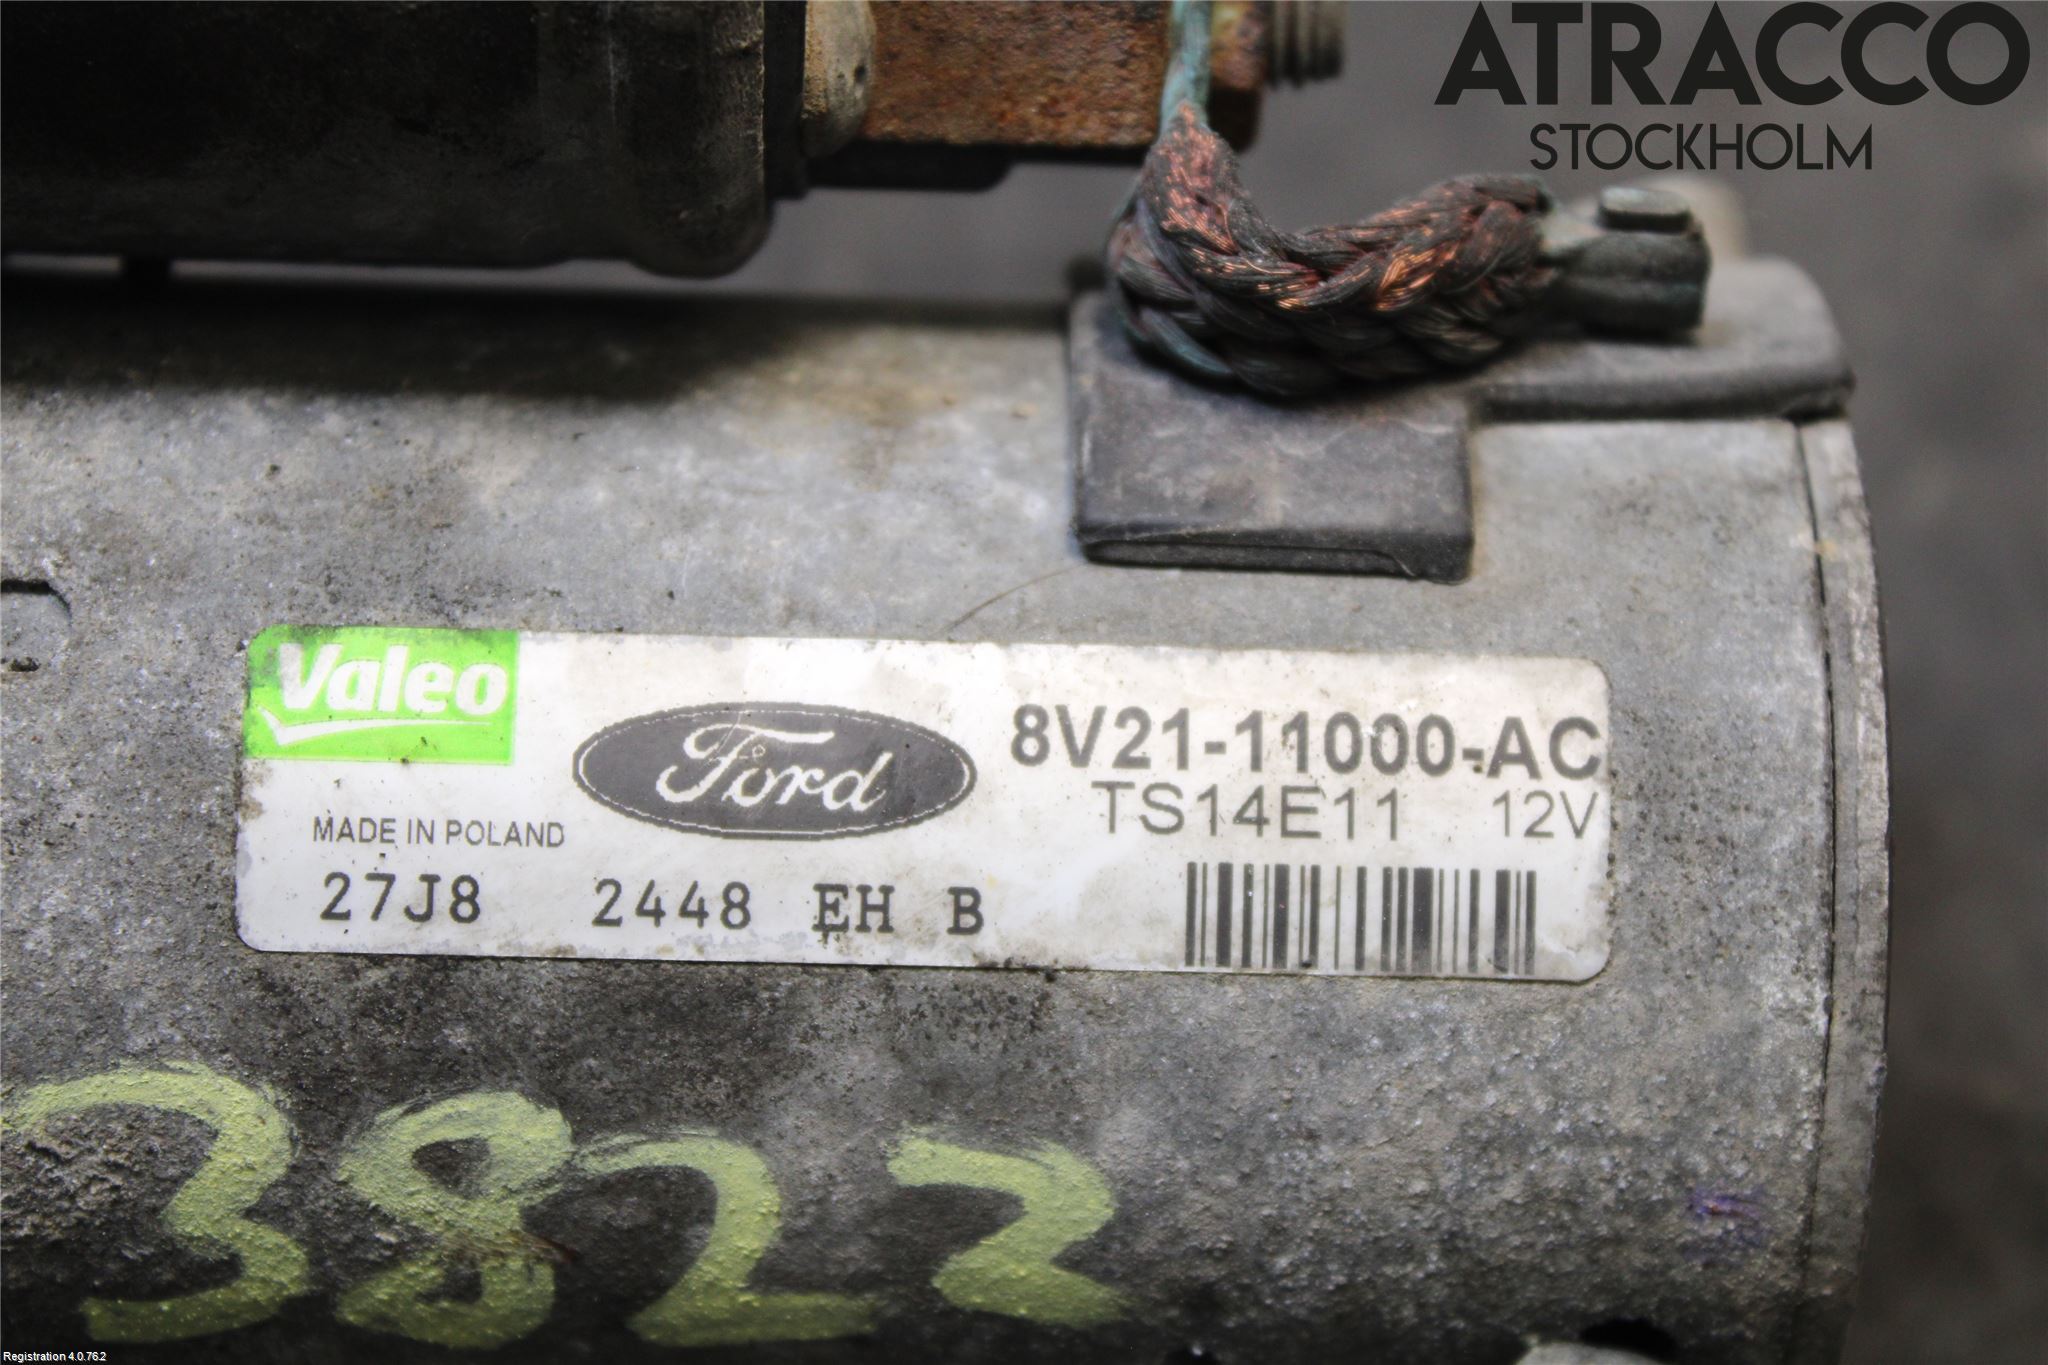 ATRACCO
STOCKHOLM
Valeo
Ford
8V21-11000-AC
TS14E11 12V
MADE IN POLAND
27J8 2448 EH B
3822
Registration 4.0.76.2